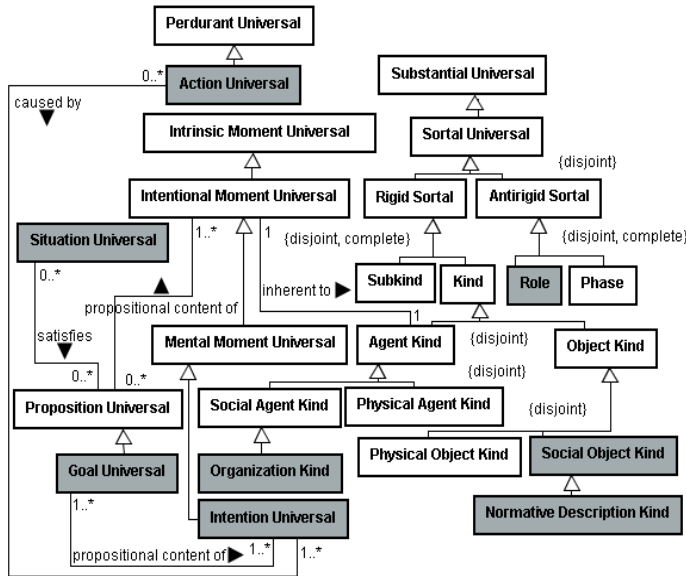 Perdurant Universal
0..*
Action Universal
caused by
Substantial Universal
Intrinsic Moment Universal
Sortal Universal
{disjoint}
Intentional Moment Universal
Rigid Sortal
Antirigid Sortal
1..*
1
Situation Universal
{disjoint, complete}
{disjoint, complete}
0..*
Subkind
Kind
Role
Phase
propositional content of
inherent to
1
satisfies
Mental Moment Universal
Agent Kind
{disjoint}
Object Kind
0..*
0..*
{disjoint}
Proposition Universal
Social Agent Kind
Physical Agent Kind
{disjoint}
Goal Universal
Organization Kind
Physical Object Kind
Social Object Kind
1..*
Intention Universal
Normative Description Kind
propositional content of
1..*
1..*